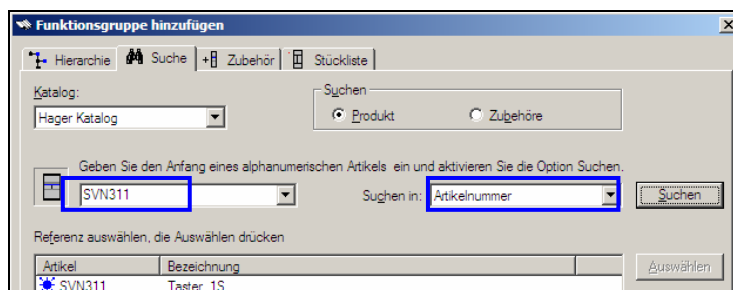 Funktionsgruppe hinzufügen
Hierarchie Suche Zubehör Stückliste
Katalog: Suchen
Hager Katalog Produkt Zubehöre
Geben Sie den Anfang eines alphanumerischen Artikels ein und aktivieren Sie die Option Suchen.
SVN311 Suchen in: Artikelnummer Suchen
Referenz auswählen, die Auswählen drücken
Artikel Bezeichnung Auswählen
SVN311 Taster, 1S